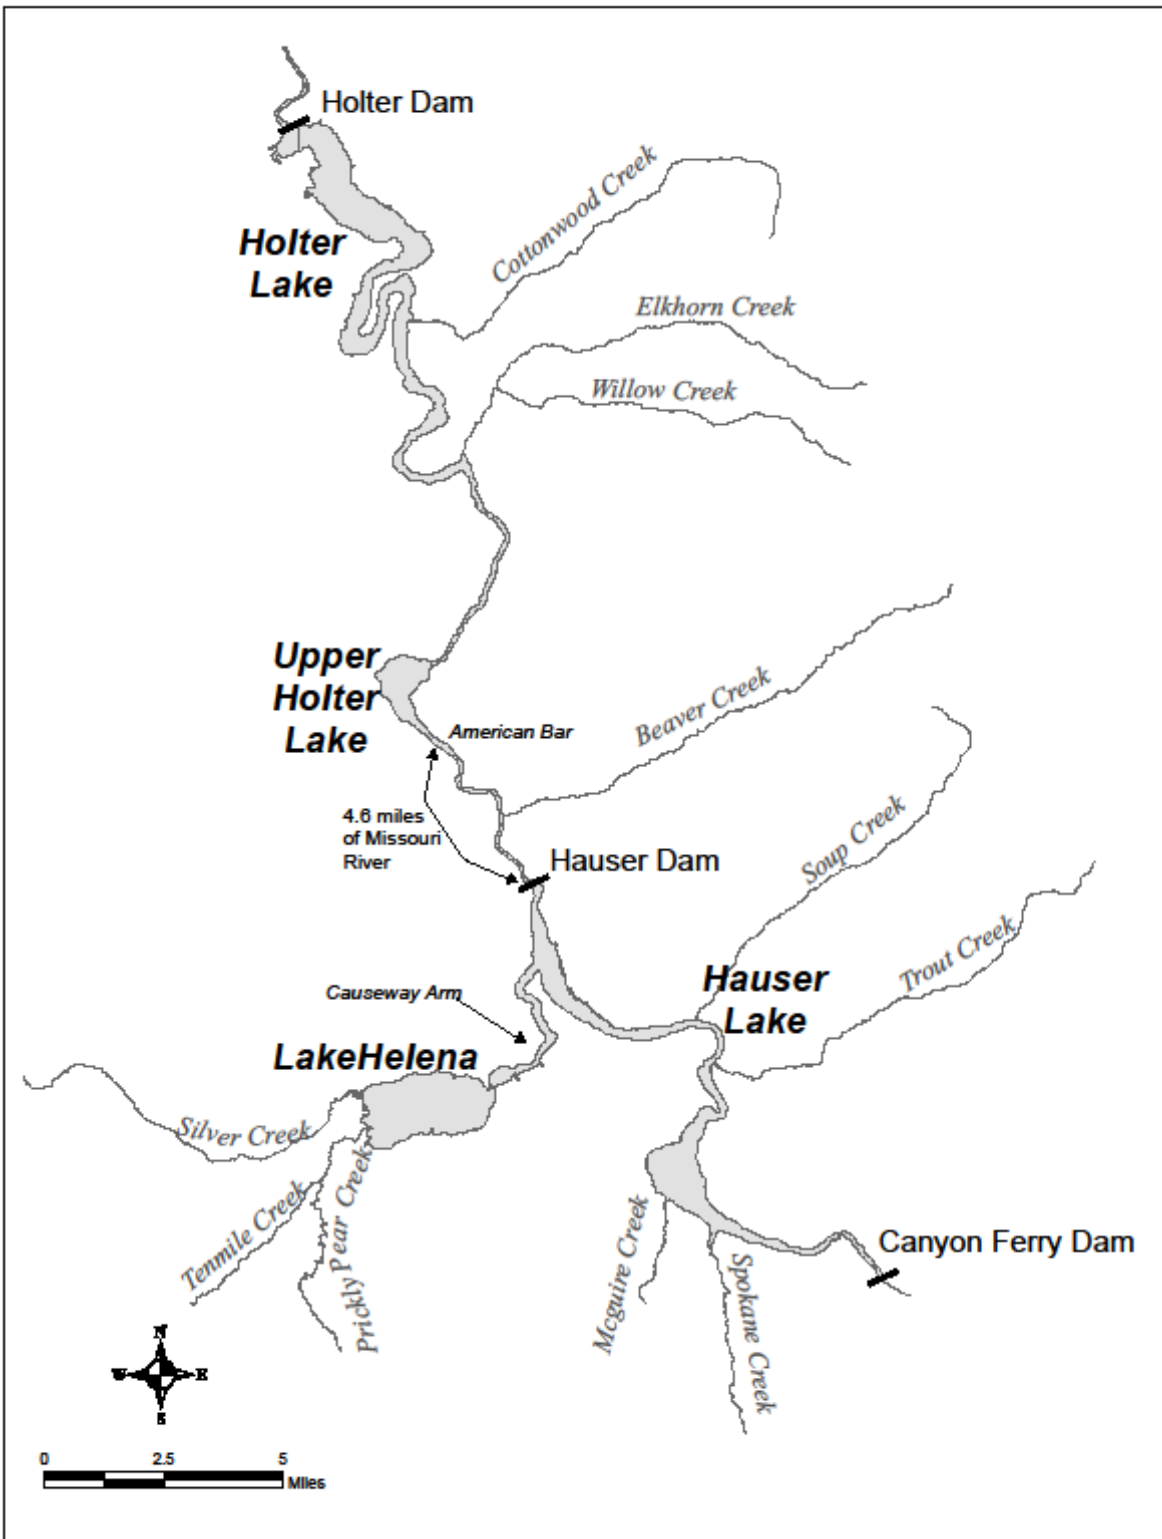 Holter Dam
Cottonwood Creek
Holter
Lake
Elkhorn Creek
Willow Creek
Upper
Holter
Lake
American Bar
Beaver Creek
4.6 miles
of Missouri
River
Hauser Dam
Soup Creek
Trout Creek
Hauser
Lake
Causeway Arm
LakeHelena
Silver Creek
Tenmile Creek
Prickly Pear Creek
Mcguire Creek
Spokane Creek
Canyon Ferry Dam
N
W E
S
0 2.5 5
Miles